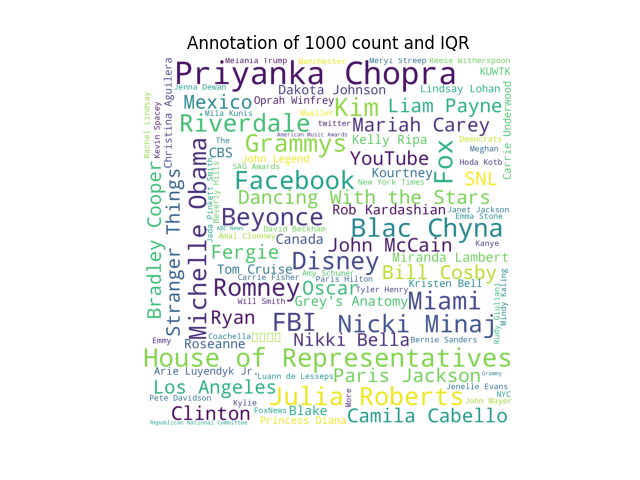 Annotation of 1000 count and IQR
Melania Trump
Manchester
Meryl Streep
Reese Witherspoon
Priyanka Chopra
KUWTK
Jenna Dewan
Dakota Johnson
Lindsay Lohan
Mexico
Oprah Winfrey
Kim
Liam Payne
Christina Aguilera
Rachel Lindsay
Kevin Spacey
Mila Kunis
Mueller
Carrie Underwood
Riverdale
twitter
Mariah Carey
American Music Awards
Grammys
Kelly Ripa
Fox
Democrats
The
CBS
John Legend
YouTube
Meghan
Hoda Kotb
SAG Awards
Kourtney
SNL
Facebook
New York Times
Bradley Cooper
Stranger Things
Michelle Obama
Jada Pinkett Smith
Beverly Hills
Dancing With the Stars
Beyonce
Rob Kardashian
Janet Jackson
Emma Stone
ABC News
David Beckham
Blac Chyna
Amal Clooney
Canada
John McCain
Kanye
Fergie
Disney
Miranda Lambert
Tom Cruise
Amy Schumer
Bill Cosby
Carrie Fisher
Paris Hilton
Kristen Bell
Romney
Oscar
Tyler Henry
Miami
Mindy Kaling
Rudy Giuliani
Will Smith
Grey's Anatomy
Ryan
FBI
Nicki Minaj
Emmy
Roseanne
Coachella
Nikki Bella
Bernie Sanders
House of Representatives
Arie Luyendyk Jr.
Luann de Lesseps
Paris Jackson
Grammy
Los Angeles
Julia Roberts
Jenelle Evans
Pete Davidson
Kylie
More
NYC
John Mayer
Clinton
FoxNews
Blake
Camila Cabello
Republican National Committee
Princess Diana